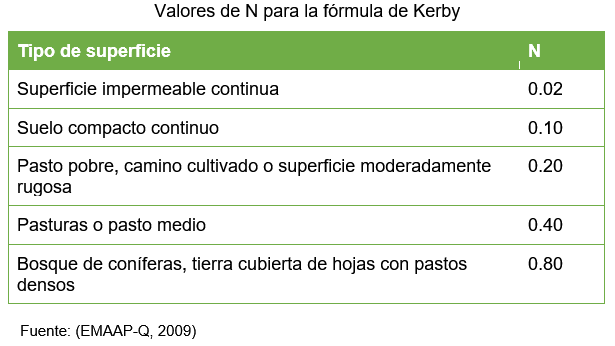 Valores de N para la fórmula de Kerby
Tipo de superficie N
Superficie impermeable continua 0.02
Suelo compacto continuo 0.10
Pasto pobre, camino cultivado o superficie moderadamente 0.20
rugosa
Pasturas o pasto medio 0.40
Bosque de coníferas, tierra cubierta de hojas con pastos 0.80
densos
Fuente: (EMAAP-Q, 2009)